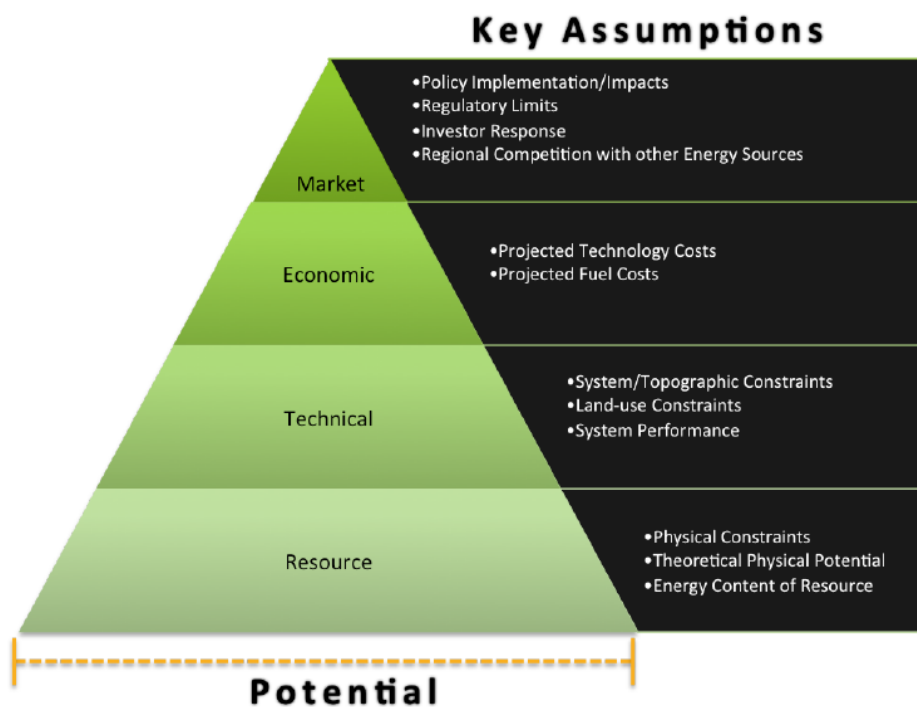 Key Assumptions
•Policy Implementation/Impacts
•Regulatory Limits
•Investor Response
•Regional Competition with other Energy Sources
Market
•Projected Technology Costs
•Projected Fuel Costs
Economic
•System/Topographic Constraints
•Land-use Constraints
•System Performance
Technical
•Physical Constraints
•Theoretical Physical Potential
•Energy Content of Resource
Resource
Potential